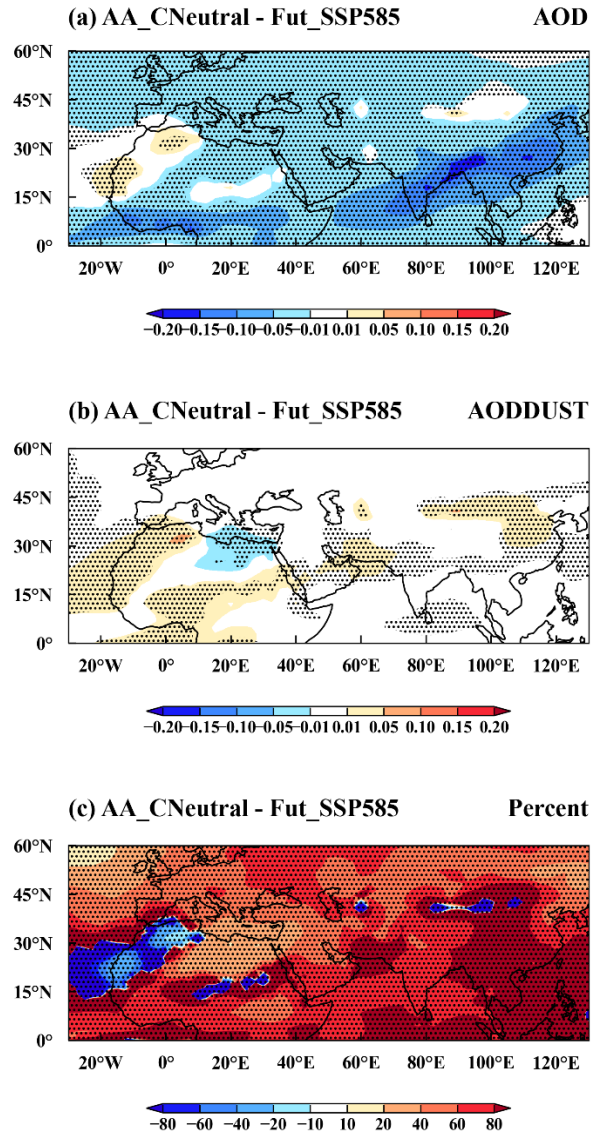 (a) AA_CNeutral - Fut_SSP585 AOD
60°N
45°N
30°N
15°N
0°
20°W 0° 20°E 40°E 60°E 80°E 100°E 120°E
−0.20 −0.15 −0.10 −0.05 −0.01 0.01 0.05 0.10 0.15 0.20
(b) AA_CNeutral - Fut_SSP585 AODDUST
60°N
45°N
30°N
15°N
0°
20°W 0° 20°E 40°E 60°E 80°E 100°E 120°E
−0.20 −0.15 −0.10 −0.05 −0.01 0.01 0.05 0.10 0.15 0.20
(c) AA_CNeutral - Fut_SSP585 Percent
60°N
45°N
30°N
15°N
0°
20°W 0° 20°E 40°E 60°E 80°E 100°E 120°E
−80 −60 −40 −20 −10 10 20 40 60 80